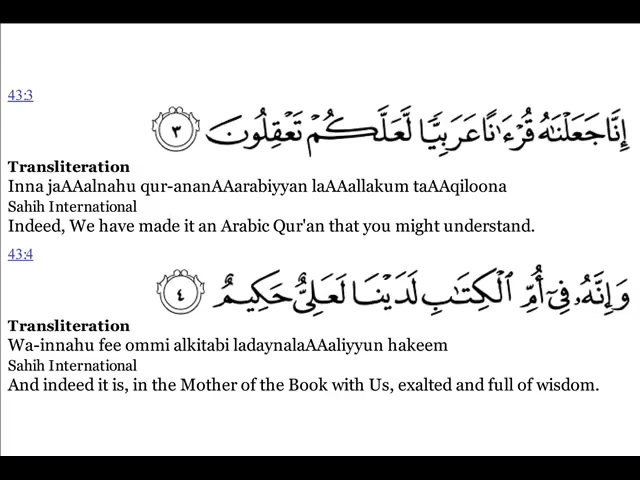 43:3
إِنَّا جَعَلْنَٰهُ قُرْءَٰنًا عَرَبِيًّا لَّعَلَّكُمْ تَعْقِلُونَ ٣
Transliteration
Inna jaAAalnahu qur-ananAAarabiyyan laAAallakum taAAqiloona
Sahih International
Indeed, We have made it an Arabic Qur'an that you might understand.
43:4
وَإِنَّهُۥ فِىٓ أُمِّ ٱلْكِتَٰبِ لَدَيْنَا لَعَلِىٌّ حَكِيمٌ ٤
Transliteration
Wa-innahu fee ommi alkitabi ladaynalaAAaliyyun hakeem
Sahih International
And indeed it is, in the Mother of the Book with Us, exalted and full of wisdom.